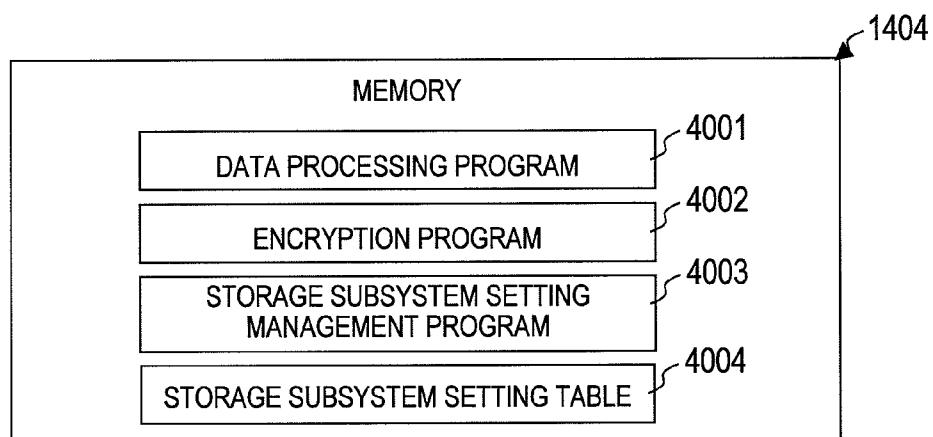 1404
MEMORY
4001
DATA PROCESSING PROGRAM
4002
ENCRYPTION PROGRAM
4003
STORAGE SUBSYSTEM SETTING
MANAGEMENT PROGRAM
4004
STORAGE SUBSYSTEM SETTING TABLE